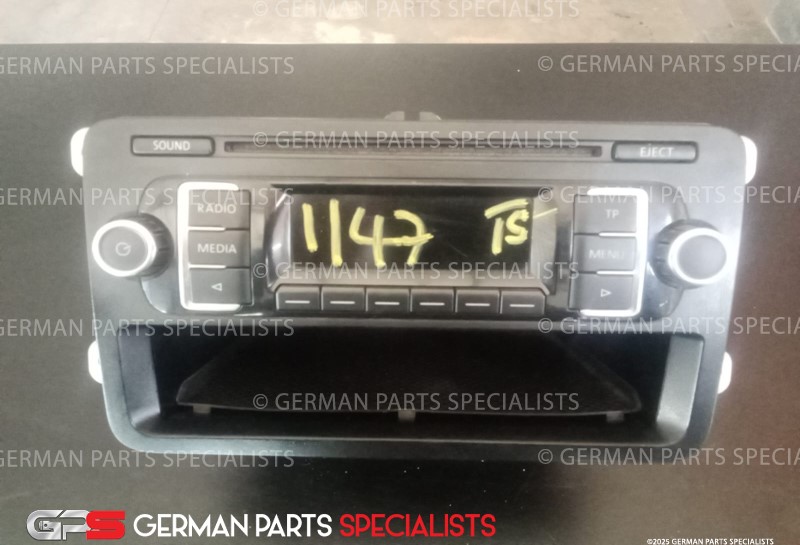 © GERMAN PARTS SPECIALISTS
© GERMAN PARTS SPECIALISTS © GERMAN PARTS SPECIALISTS
© GERMAN PARTS SPECIALISTS
SOUND EJECT
© GERMAN PARTS SPECIALISTS © GERMAN PARTS SPECIALISTS
RADIO 1147 TS TP
MEDIA MENU
© GERMAN PARTS SPECIALISTS
© GERMAN PARTS SPECIALISTS © GERMAN PARTS SPECIALISTS
© GERMAN PARTS SPECIALISTS
© GERMAN PARTS SPECIALISTS © GERMAN PARTS SPECIALISTS
GPS GERMAN PARTS SPECIALISTS
©2025 GERMAN PARTS SPECIALISTS